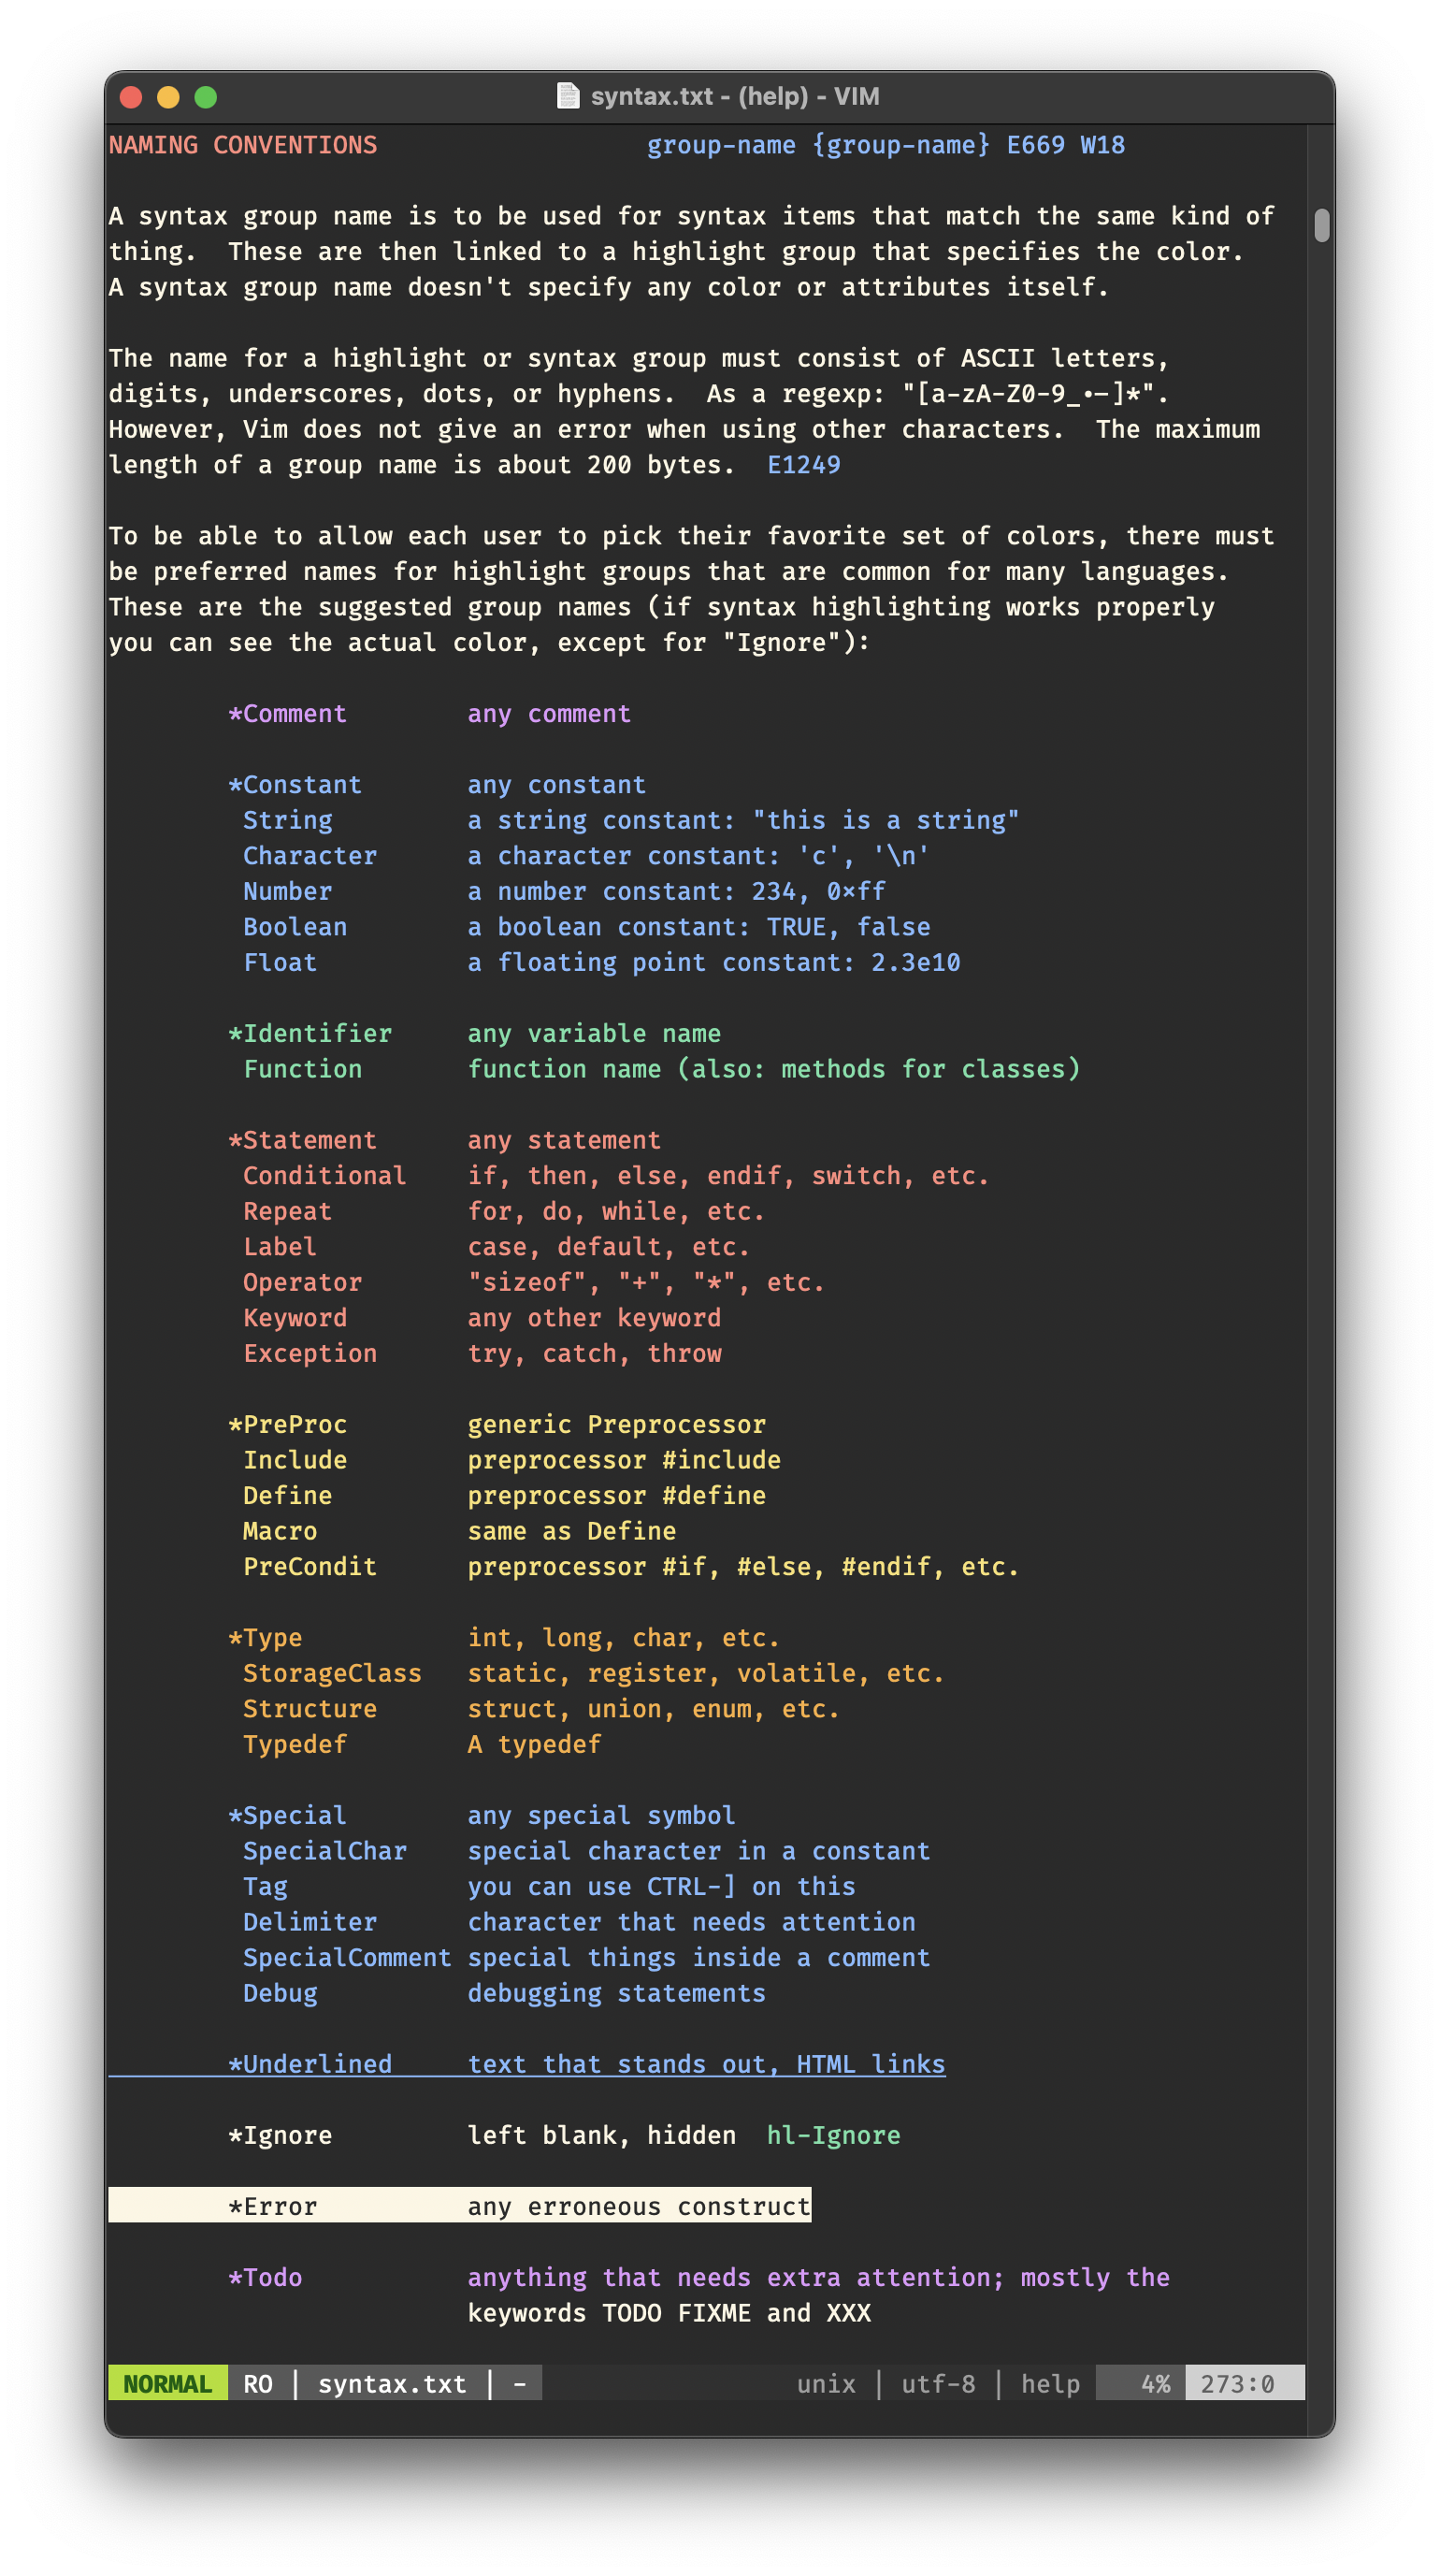 syntax.txt - (help) - VIM
NAMING CONVENTIONS group-name {group-name} E669 W18
A syntax group name is to be used for syntax items that match the same kind of
thing.  These are then linked to a highlight group that specifies the color.
A syntax group name doesn't specify any color or attributes itself.
The name for a highlight or syntax group must consist of ASCII letters,
digits, underscores, dots, or hyphens.  As a regexp: "[a-zA-Z0-9_.-]*".
However, Vim does not give an error when using other characters.  The maximum
length of a group name is about 200 bytes.  E1249
To be able to allow each user to pick their favorite set of colors, there must
be preferred names for highlight groups that are common for many languages.
These are the suggested group names (if syntax highlighting works properly
you can see the actual color, except for "Ignore"):
*Comment any comment
*Constant any constant
String a string constant: "this is a string"
Character a character constant: 'c', '\n'
Number a number constant: 234, 0xff
Boolean a boolean constant: TRUE, false
Float a floating point constant: 2.3e10
*Identifier any variable name
Function function name (also: methods for classes)
*Statement any statement
Conditional if, then, else, endif, switch, etc.
Repeat for, do, while, etc.
Label case, default, etc.
Operator "sizeof", "+", "*", etc.
Keyword any other keyword
Exception try, catch, throw
*PreProc generic Preprocessor
Include preprocessor #include
Define preprocessor #define
Macro same as Define
PreCondit preprocessor #if, #else, #endif, etc.
*Type int, long, char, etc.
StorageClass static, register, volatile, etc.
Structure struct, union, enum, etc.
Typedef A typedef
*Special any special symbol
SpecialChar special character in a constant
Tag you can use CTRL-] on this
Delimiter character that needs attention
SpecialComment special things inside a comment
Debug debugging statements
*Underlined text that stands out, HTML links
*Ignore left blank, hidden  hl-Ignore
*Error any erroneous construct
*Todo anything that needs extra attention; mostly the
keywords TODO FIXME and XXX
NORMAL RO | syntax.txt | - unix | utf-8 | help 4% 273:0